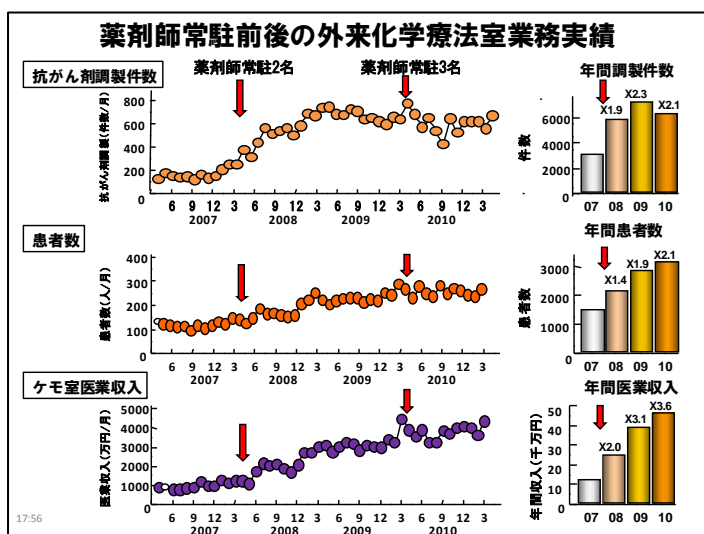 薬剤師常駐前後の外来化学療法室業務実績
抗がん剤調製件数
薬剤師常駐2名
薬剤師常駐3名
抗がん剤調製(件数/月)
800
600
400
200
0
6 9 12 3 6 9 12 3 6 9 12 3 6 9 12 3
2007 2008 2009 2010
年間調製件数
件数
6000
4000
2000
0
X1.9
X2.3
X2.1
07 08 09 10
患者数
患者数(人/月)
400
300
200
100
0
6 9 12 3 6 9 12 3 6 9 12 3 6 9 12 3
2007 2008 2009 2010
年間患者数
患者数
3000
2000
1000
0
X1.4
X1.9
X2.1
07 08 09 10
ケモ室医業収入
医業収入(万円/月)
5000
4000
3000
2000
1000
0
6 9 12 3 6 9 12 3 6 9 12 3 6 9 12 3
2007 2008 2009 2010
年間医業収入
年間収入(千万円)
50
40
30
20
10
0
X2.0
X3.1
X3.6
07 08 09 10
17:56